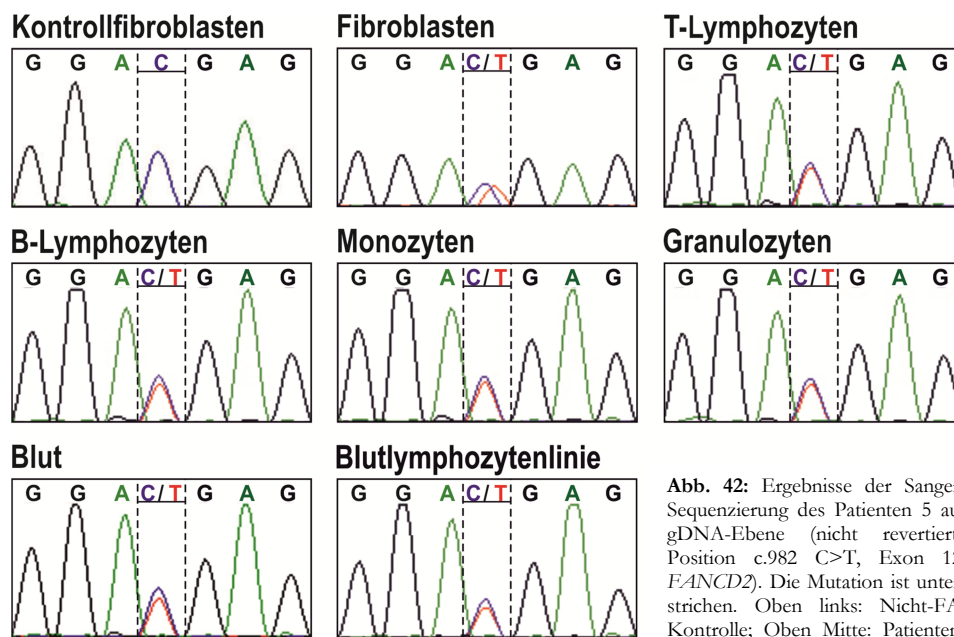 Kontrollfibroblasten
G G A C G A G
Fibroblasten
G G A C/T G A G
T-Lymphozyten
G G A C/T G A G
B-Lymphozyten
G G A C/T G A G
Monozyten
G G A C/T G A G
Granulozyten
G G A C/T G A G
Blut
G G A C/T G A G
Blutlymphozytenlinie
G G A C/T G A G
Abb. 42: Ergebnisse der Sanger
Sequenzierung des Patienten 5 au
gDNA-Ebene (nicht revertiert
Position c.982 C>T, Exon 12
FANCD2). Die Mutation ist unter
strichen. Oben links: Nicht-FA
Kontrolle; Oben Mitte: Patienten